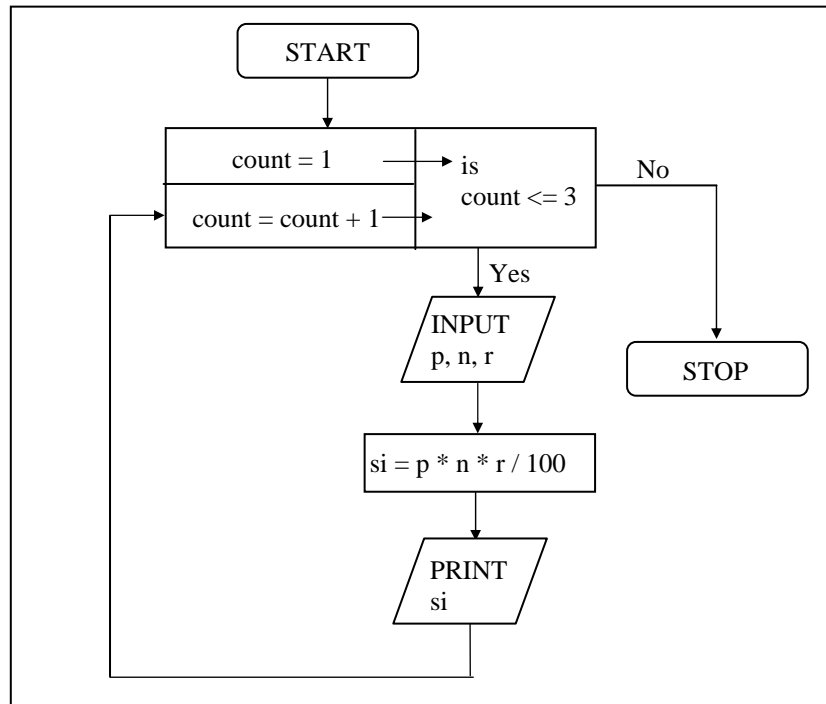 START
count = 1
is
count <= 3
count = count + 1
No
Yes
INPUT
p, n, r
STOP
si = p * n * r / 100
PRINT
si